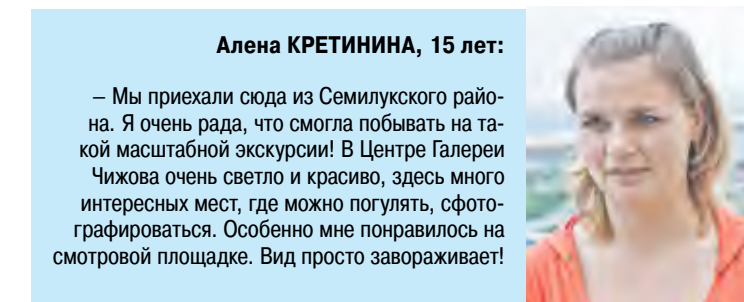 Алена КРЕТИНИНА, 15 лет:
– Мы приехали сюда из Семилукского райо-
на. Я очень рада, что смогла побывать на та-
кой масштабной экскурсии! В Центре Галереи
Чижова очень светло и красиво, здесь много
интересных мест, где можно погулять, сфото-
графироваться. Особенно мне понравилось на
смотровой площадке. Вид просто завораживает!